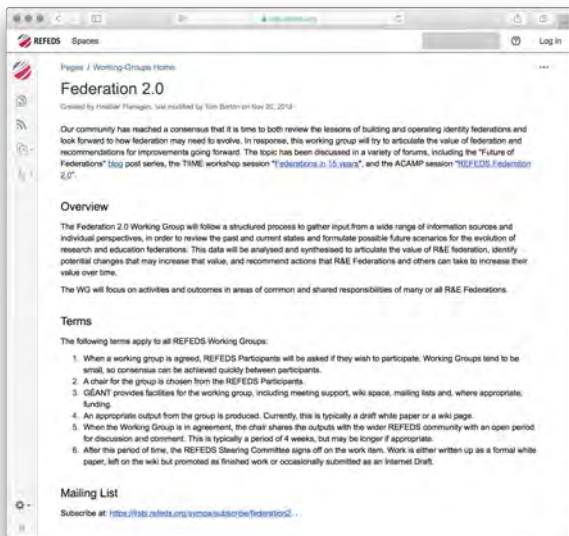 REFEDS Spaces
Log in
Pages / Working-Groups Home
Federation 2.0
Created by Heather Flanagan, last modified by Tom Barton on Nov 20, 2018
Our community has reached a consensus that it is time to both review the lessons of building and operating identity federations and
look forward to how federation may need to evolve. In response, this working group will try to articulate the value of federation and
recommendations for improvements going forward. The topic has been discussed in a variety of forums, including the "Future of
Federations" blog post series, the TIIME workshop session "Federations in 15 years", and the ACAMP session "REFEDS Federation
2.0".
Overview
The Federation 2.0 Working Group will follow a structured process to gather input from a wide range of information sources and
individual perspectives, in order to review the past and current states and formulate possible future scenarios for the evolution of
research and education federations. This data will be analysed and synthesised to articulate the value of R&E federation, identify
potential changes that may increase that value, and recommend actions that R&E Federations and others can take to increase their
value over time.
The WG will focus on activities and outcomes in areas of common and shared responsibilities of many or all R&E Federations.
Terms
The following terms apply to all REFEDS Working Groups:
1. When a working group is agreed, REFEDS Participants will be asked if they wish to participate. Working Groups tend to be
small, so consensus can be achieved quickly between participants.
2. A chair for the group is chosen from the REFEDS Participants.
3. GÉANT provides facilities for the working group, including meeting support, wiki space, mailing lists and, where appropriate,
funding.
4. An appropriate output from the group is produced. Currently, this is typically a draft white paper or a wiki page.
5. When the Working Group is in agreement, the chair shares the outputs with the wider REFEDS community with an open period
for discussion and comment. This is typically a period of 4 weeks, but may be longer if appropriate.
6. After this period of time, the REFEDS Steering Committee signs off on the work item. Work is either written up as a formal white
paper, left on the wiki but promoted as finished work or occasionally submitted as an Internet Draft.
Mailing List
Subscribe at: https://lists.refeds.org/sympa/subscribe/federation2...